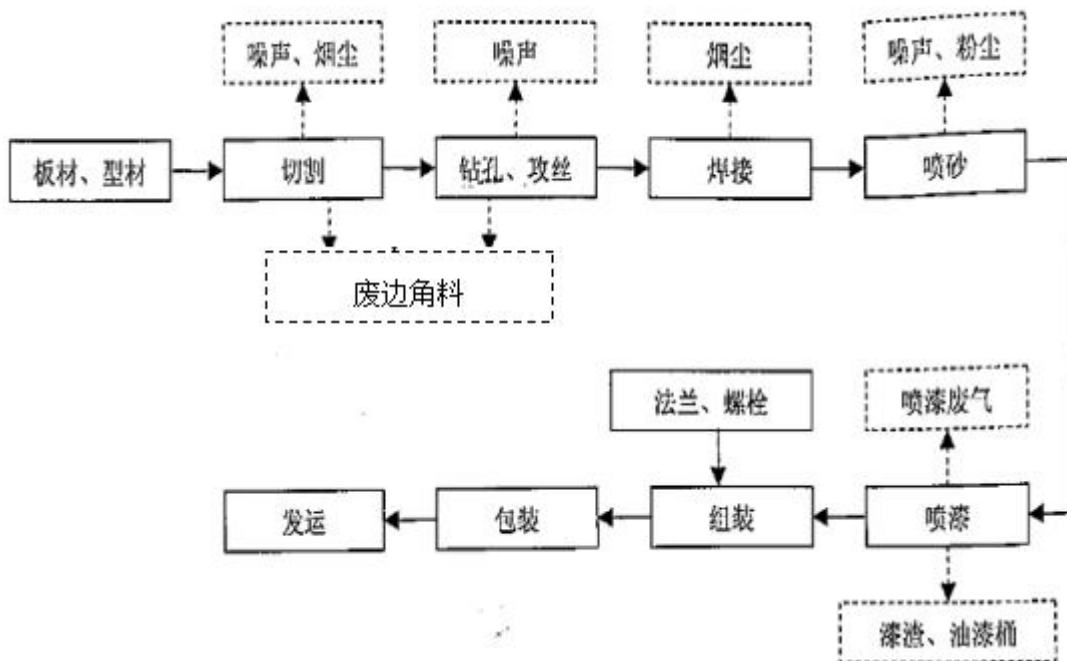 噪声、烟尘
噪声
烟尘
噪声、粉尘
板材、型材
切割
钻孔、攻丝
焊接
喷砂
废边角料
法兰、螺栓
喷漆废气
发运
包装
组装
喷漆
漆渣、油漆桶